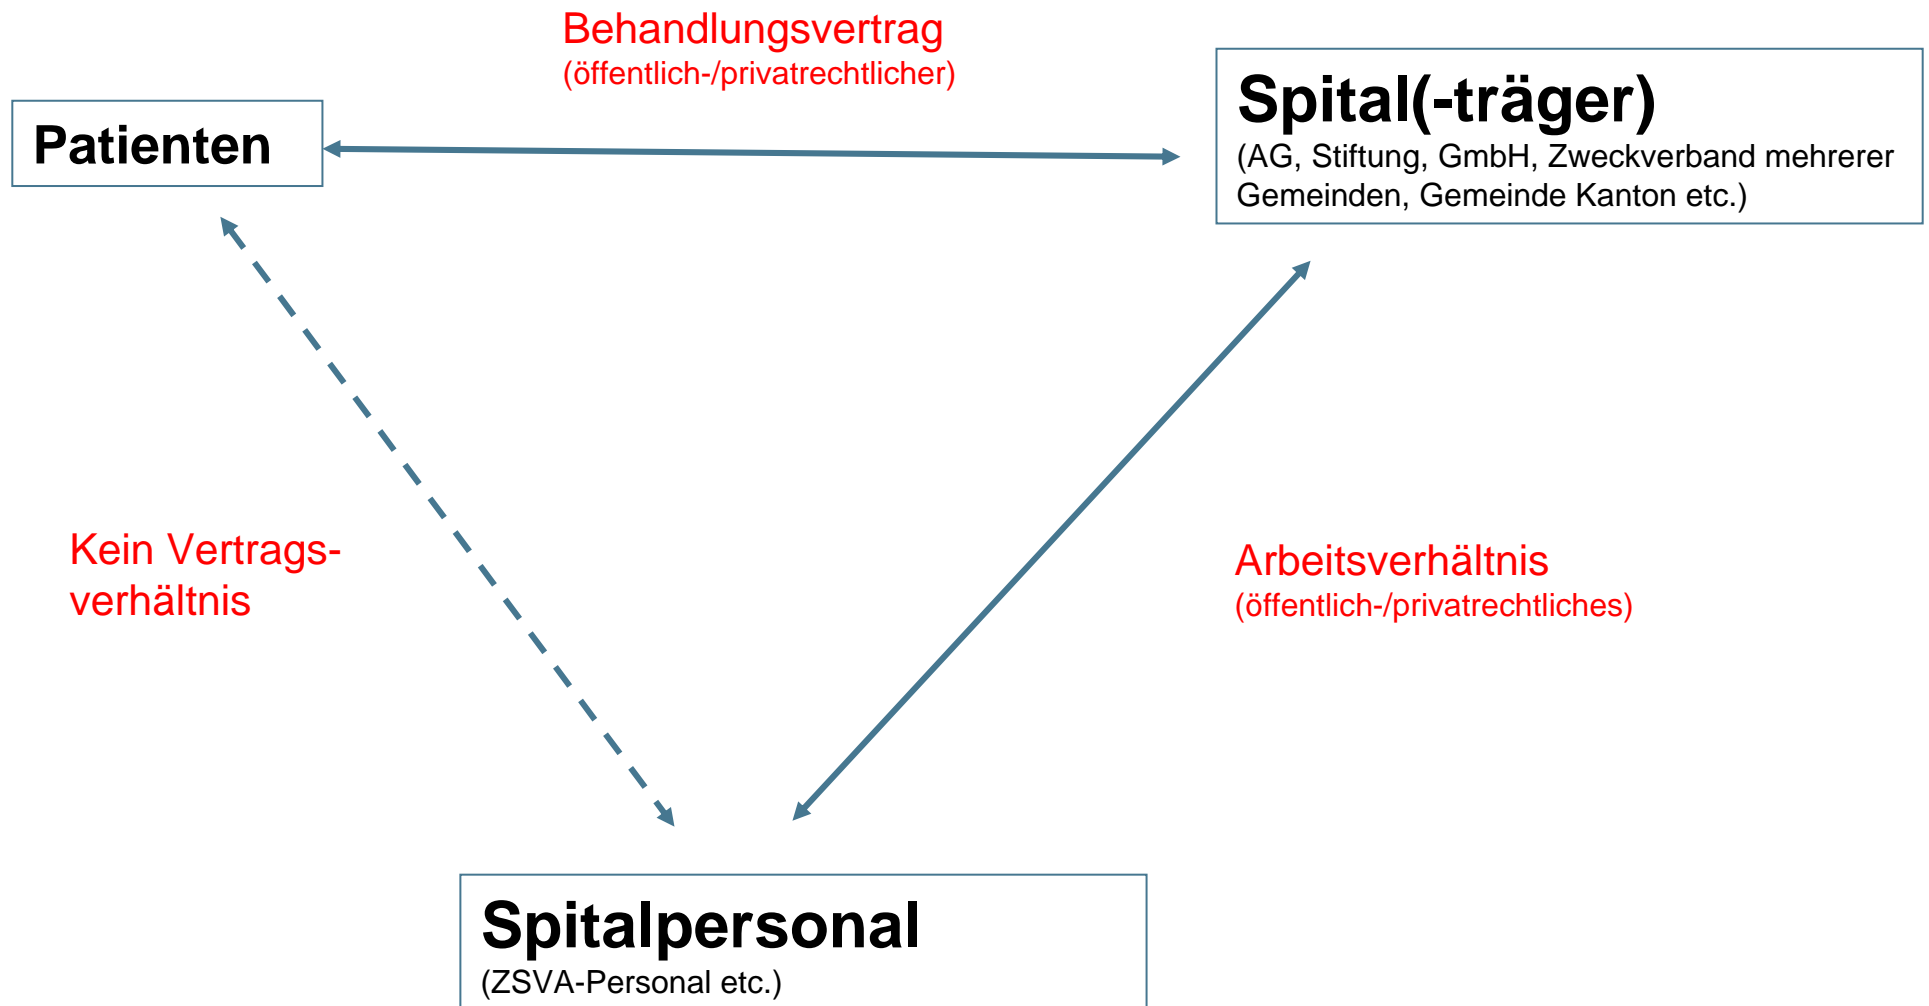 Behandlungsvertrag
(öffentlich-/privatrechtlicher)
Patienten
Spital(-träger)
(AG, Stiftung, GmbH, Zweckverband mehrerer
Gemeinden, Gemeinde Kanton etc.)
Kein Vertrags-
verhältnis
Arbeitsverhältnis
(öffentlich-/privatrechtliches)
Spitalpersonal
(ZSVA-Personal etc.)